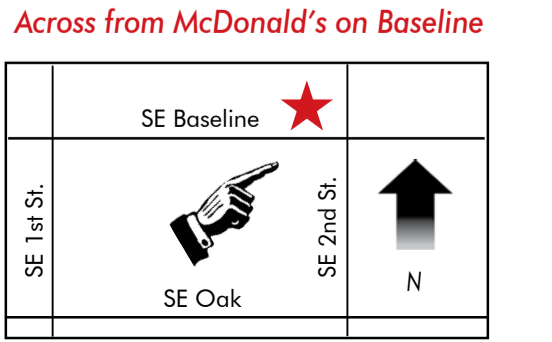 Across from McDonald's on Baseline
SE Baseline
SE 1st St.
SE 2nd St.
N
SE Oak